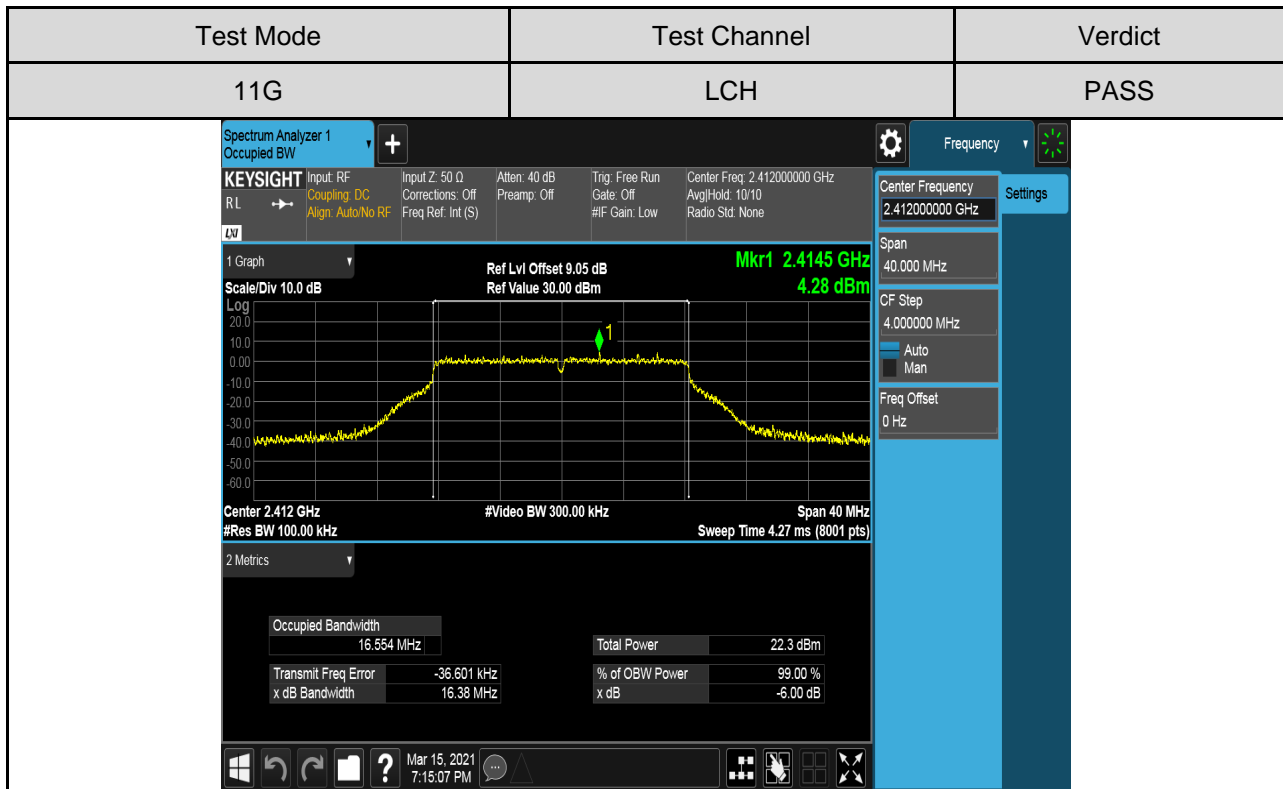 Test Mode Test Channel Verdict
11G LCH PASS
Spectrum Analyzer 1
Occupied BW
+
Frequency
KEYSIGHT Input: RF Input Z: 50 Ω Atten: 40 dB Trig: Free Run Center Freq: 2.412000000 GHz
R L Coupling: DC Corrections: Off Preamp: Off Gate: Off Avg|Hold: 10/10
Align: Auto/No RF Freq Ref: Int (S) #IF Gain: Low Radio Std: None
LXI
Center Frequency
2.412000000 GHz
Settings
Span
40.000 MHz
CF Step
4.000000 MHz
Auto
Man
Freq Offset
0 Hz
1 Graph Ref Lvl Offset 9.05 dB Mkr1 2.4145 GHz
Scale/Div 10.0 dB Ref Value 30.00 dBm 4.28 dBm
Log
20.0
10.0
0.00
-10.0
-20.0
-30.0
-40.0
-50.0
-60.0
1
Center 2.412 GHz #Video BW 300.00 kHz Span 40 MHz
#Res BW 100.00 kHz Sweep Time 4.27 ms (8001 pts)
2 Metrics
Occupied Bandwidth
16.554 MHz Total Power 22.3 dBm
Transmit Freq Error -36.601 kHz % of OBW Power 99.00 %
x dB Bandwidth 16.38 MHz x dB -6.00 dB
? Mar 15, 2021
7:15:07 PM